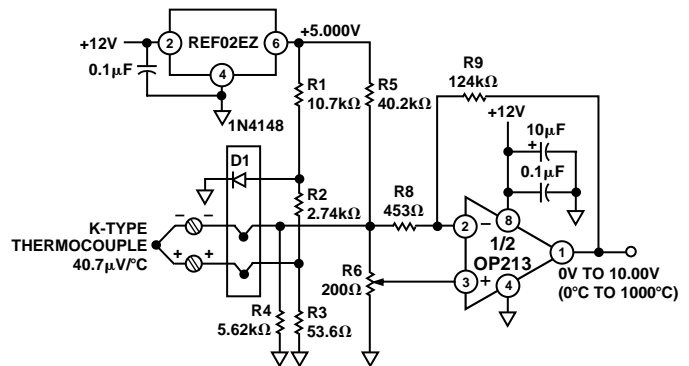 +12V
2
REF02EZ
6
+5.000V
0.1μF
4
1N4148
R1
10.7kΩ
R5
40.2kΩ
R9
124kΩ
+12V
10μF
+
0.1μF
D1
R2
2.74kΩ
R8
453Ω
K-TYPE
THERMOCOUPLE
40.7μV/°C
– –
+ +
2
–
8
1/2
OP213
1
3
+
4
R6
200Ω
R4
5.62kΩ
R3
53.6Ω
0V TO 10.00V
(0°C TO 1000°C)